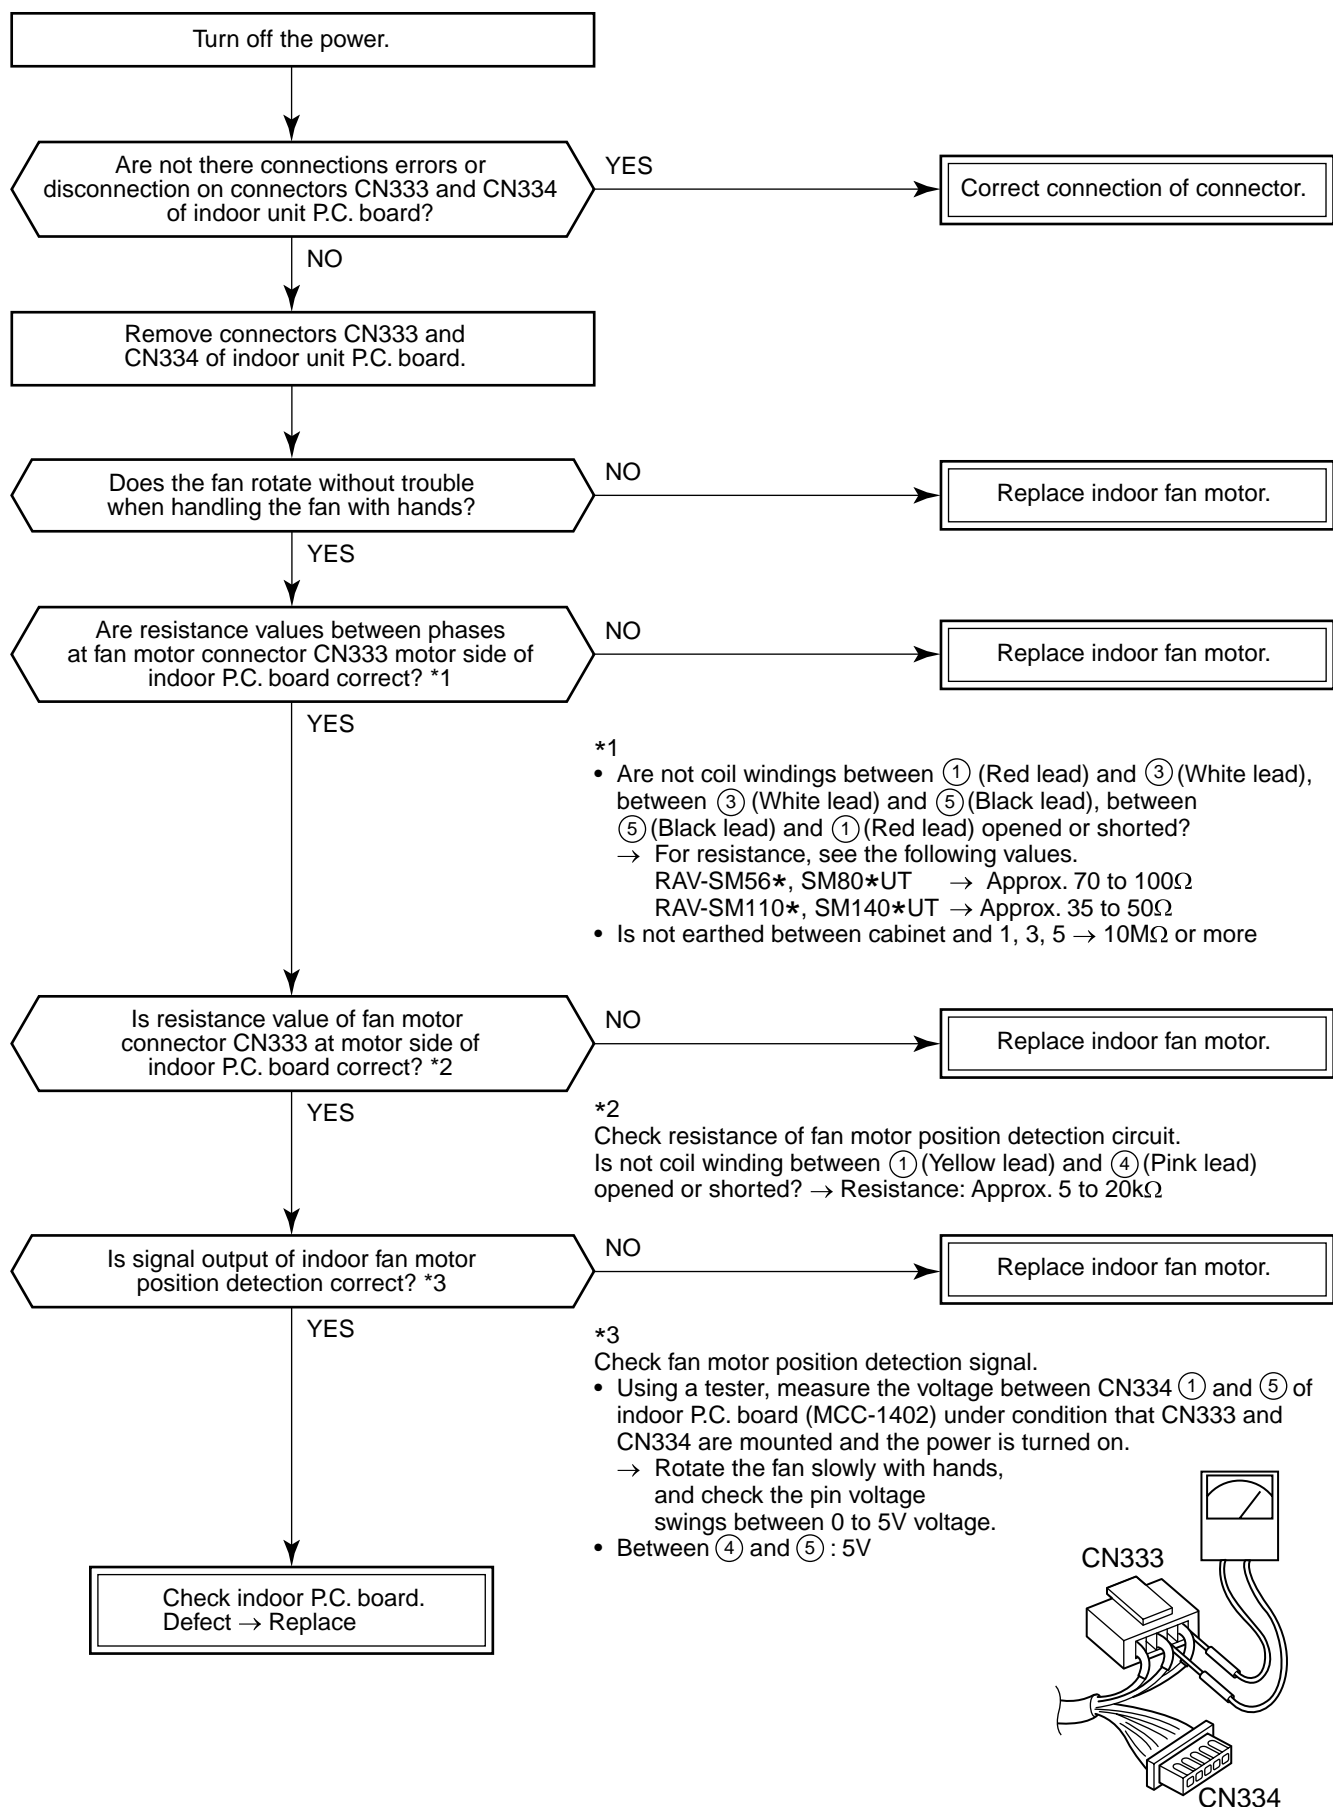 Turn off the power.
Are not there connections errors or
disconnection on connectors CN333 and CN334
of indoor unit P.C. board?
YES
Correct connection of connector.
NO
Remove connectors CN333 and
CN334 of indoor unit P.C. board.
Does the fan rotate without trouble
when handling the fan with hands?
NO
Replace indoor fan motor.
YES
Are resistance values between phases
at fan motor connector CN333 motor side of
indoor P.C. board correct? *1
NO
Replace indoor fan motor.
YES
*1
• Are not coil windings between ① (Red lead) and ③ (White lead),
between ③ (White lead) and ⑤ (Black lead), between
⑤ (Black lead) and ① (Red lead) opened or shorted?
→ For resistance, see the following values.
RAV-SM56*, SM80*UT → Approx. 70 to 100Ω
RAV-SM110*, SM140*UT → Approx. 35 to 50Ω
• Is not earthed between cabinet and 1, 3, 5 → 10MΩ or more
Is resistance value of fan motor
connector CN333 at motor side of
indoor P.C. board correct? *2
NO
Replace indoor fan motor.
YES
*2
Check resistance of fan motor position detection circuit.
Is not coil winding between ① (Yellow lead) and ④ (Pink lead)
opened or shorted? → Resistance: Approx. 5 to 20kΩ
Is signal output of indoor fan motor
position detection correct? *3
NO
Replace indoor fan motor.
YES
*3
Check fan motor position detection signal.
• Using a tester, measure the voltage between CN334 ① and ⑤ of
indoor P.C. board (MCC-1402) under condition that CN333 and
CN334 are mounted and the power is turned on.
→ Rotate the fan slowly with hands,
and check the pin voltage
swings between 0 to 5V voltage.
• Between ④ and ⑤ : 5V
Check indoor P.C. board.
Defect → Replace
CN333
CN334